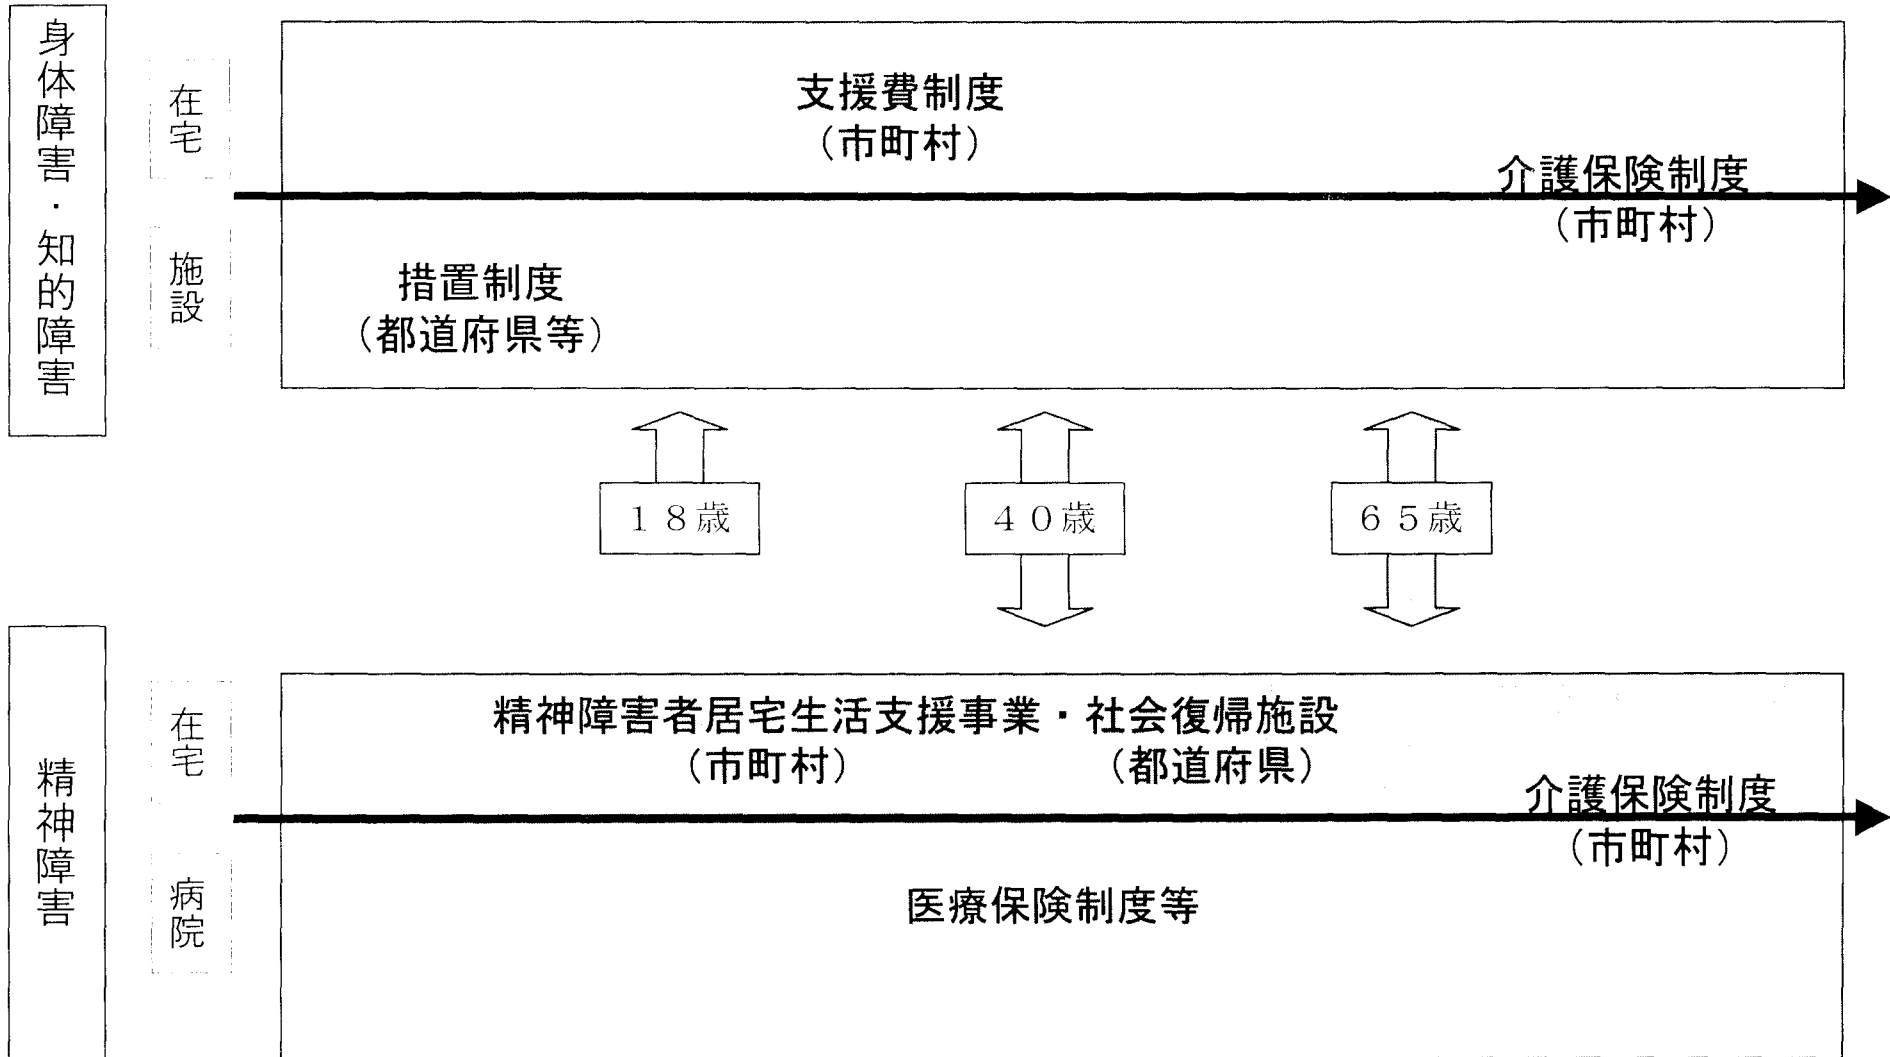 身体障害・知的障害
在宅
支援費制度
（市町村）
介護保険制度
（市町村）
施設
措置制度
（都道府県等）
１８歳
４０歳
６５歳
精神障害
在宅
精神障害者居宅生活支援事業・社会復帰施設
（市町村）
（都道府県）
介護保険制度
（市町村）
病院
医療保険制度等